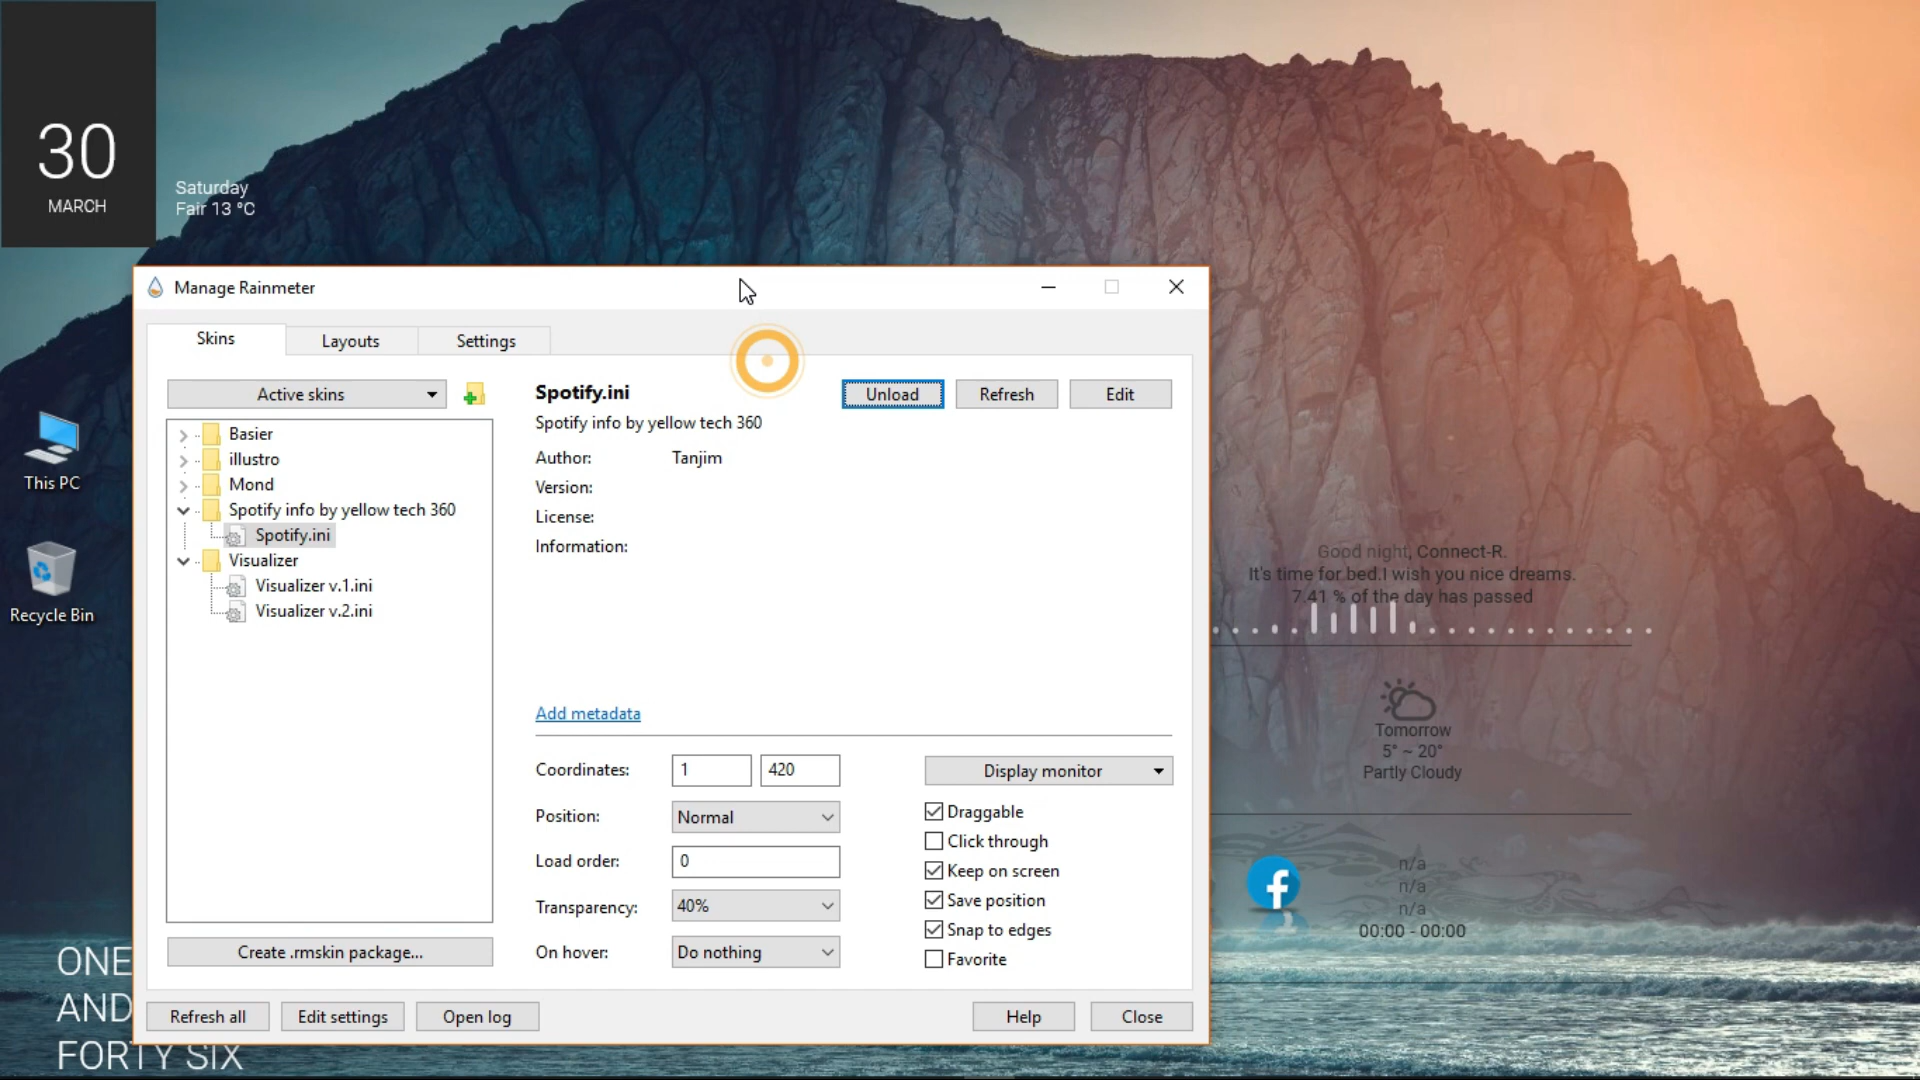 30
MARCH
Saturday
Fair 13 °C
This PC
Recycle Bin
Manage Rainmeter
Skins
Layouts
Settings
Active skins
Basier
illustro
Mond
Spotify info by yellow tech 360
Spotify.ini
Visualizer
Visualizer v.1.ini
Visualizer v.2.ini
Create .rmskin package...
Spotify.ini
Unload
Refresh
Edit
Spotify info by yellow tech 360
Author: Tanjim
Version:
License:
Information:
Add metadata
Coordinates: 1 420
Position: Normal
Load order: 0
Transparency: 40%
On hover: Do nothing
Display monitor
Draggable
Click through
Keep on screen
Save position
Snap to edges
Favorite
Refresh all
Edit settings
Open log
Help
Close
Good night, Connect-R.
It's time for bed.I wish you nice dreams.
7.41 % of the day has passed
Tomorrow
5° ~ 20°
Partly Cloudy
n/a
n/a
n/a
00:00 - 00:00
ONE
AND
FORTY SIX